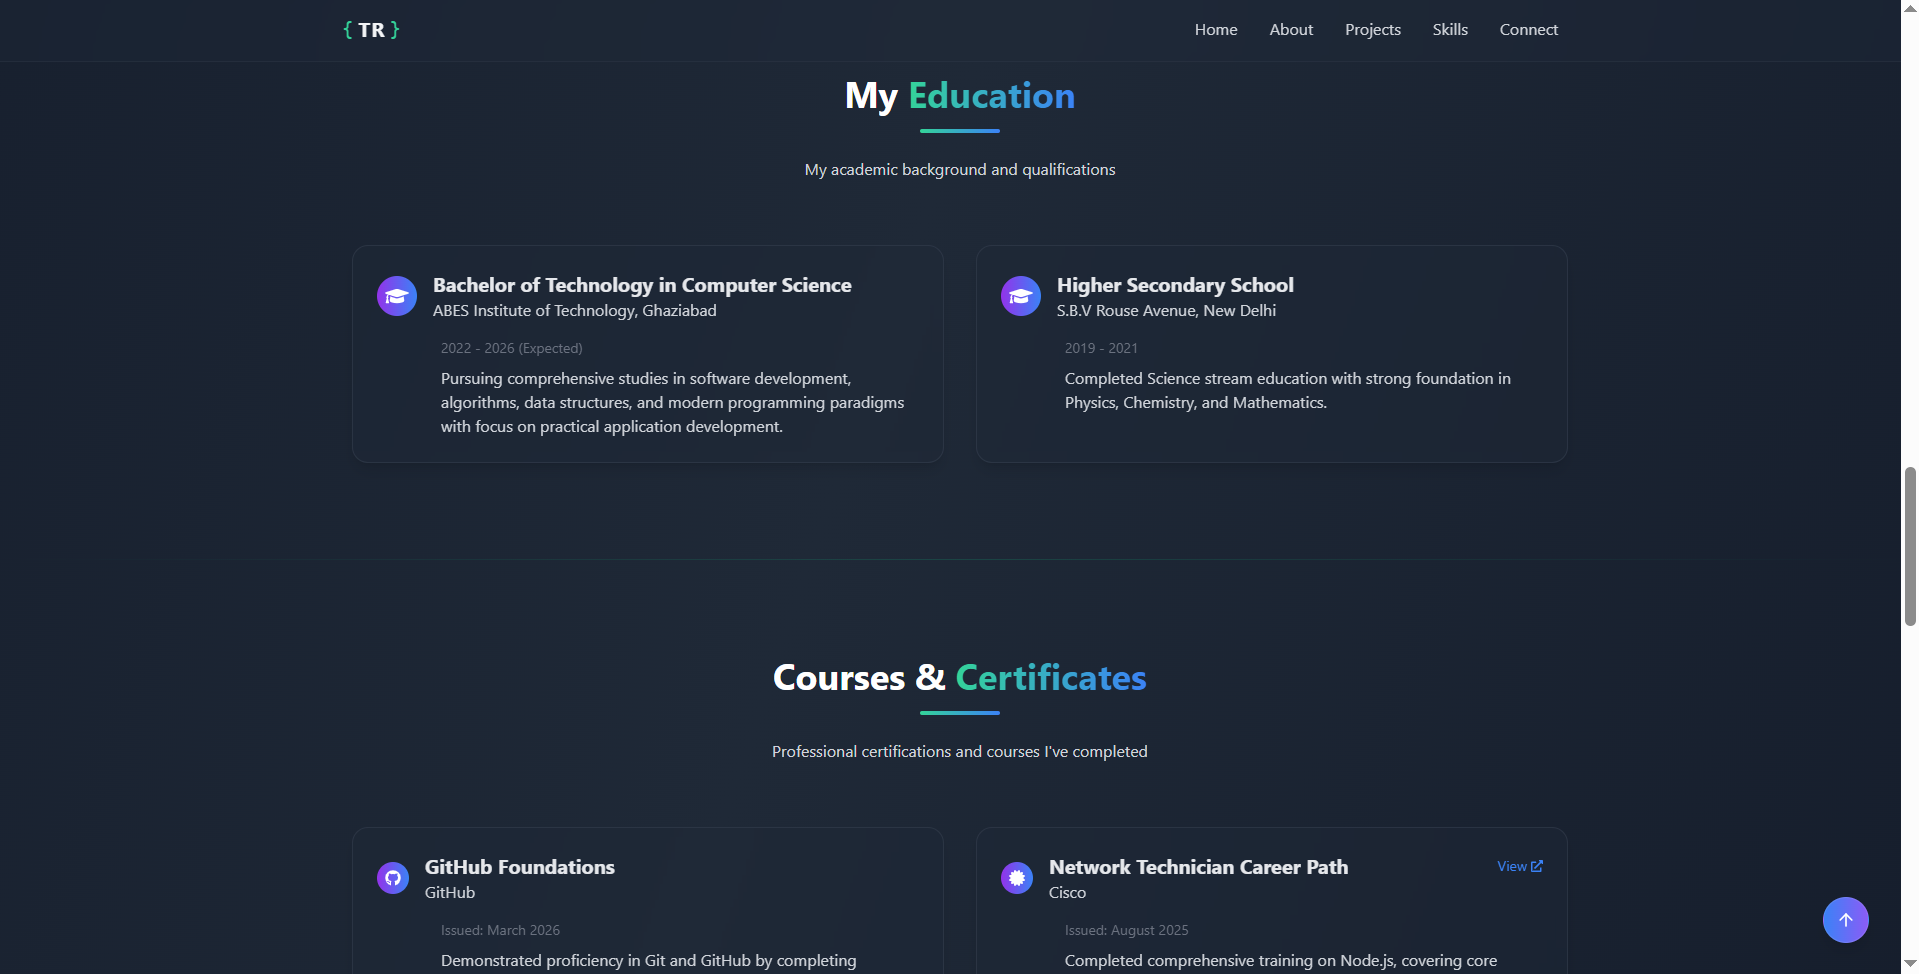 { TR }
Home About Projects Skills Connect
My Education
My academic background and qualifications
Bachelor of Technology in Computer Science
ABES Institute of Technology, Ghaziabad
2022 - 2026 (Expected)
Pursuing comprehensive studies in software development,
algorithms, data structures, and modern programming paradigms
with focus on practical application development.
Higher Secondary School
S.B.V Rouse Avenue, New Delhi
2019 - 2021
Completed Science stream education with strong foundation in
Physics, Chemistry, and Mathematics.
Courses & Certificates
Professional certifications and courses I've completed
GitHub Foundations
GitHub
Issued: March 2026
Demonstrated proficiency in Git and GitHub by completing
Network Technician Career Path
View
Cisco
Issued: August 2025
Completed comprehensive training on Node.js, covering core